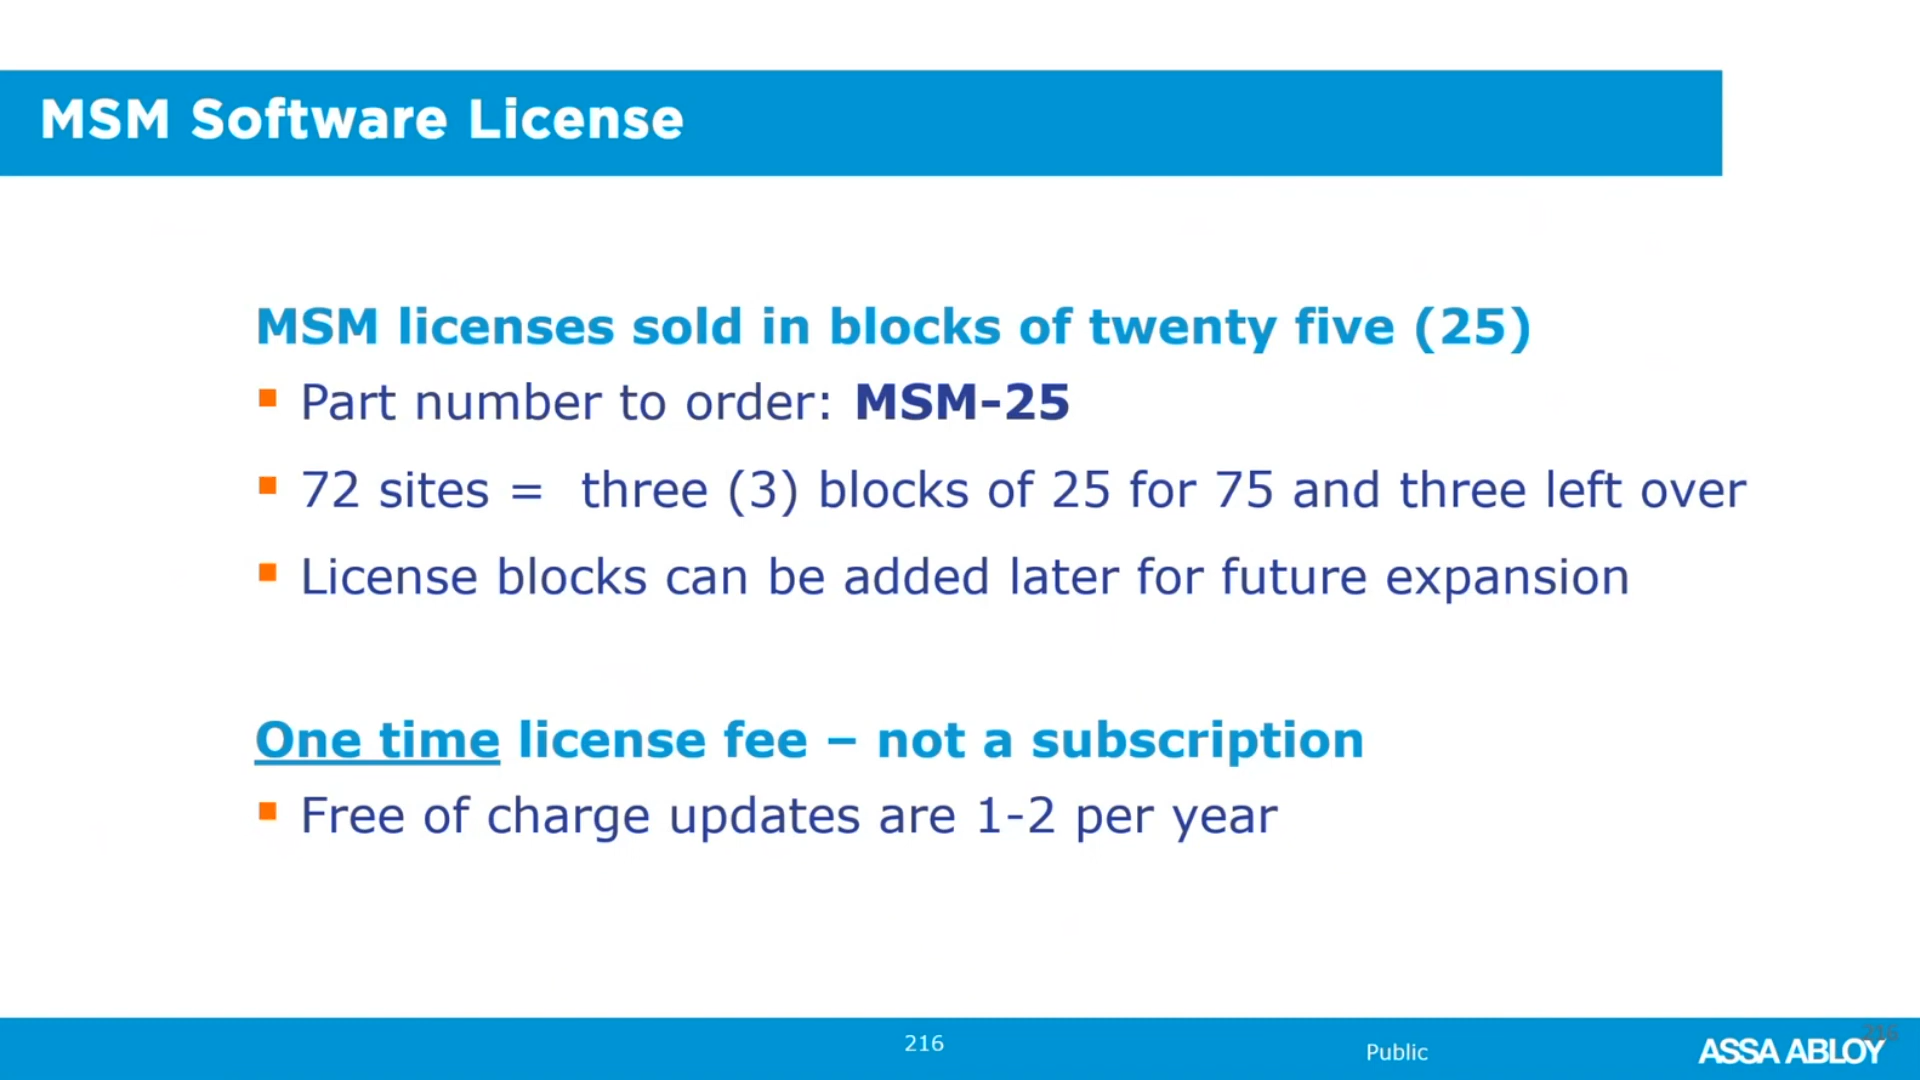 MSM Software License
MSM licenses sold in blocks of twenty five (25)
▪ Part number to order: MSM-25
▪ 72 sites = three (3) blocks of 25 for 75 and three left over
▪ License blocks can be added later for future expansion
One time license fee – not a subscription
▪ Free of charge updates are 1-2 per year
216
Public
216
ASSA ABLOY